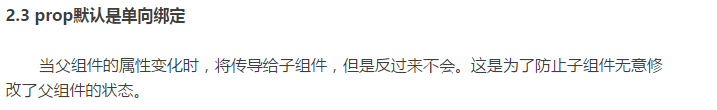 2.3 prop默认是单向绑定
当父组件的属性变化时，将传导给子组件，但是反过来不会。这是为了防止子组件无意修
改了父组件的状态。